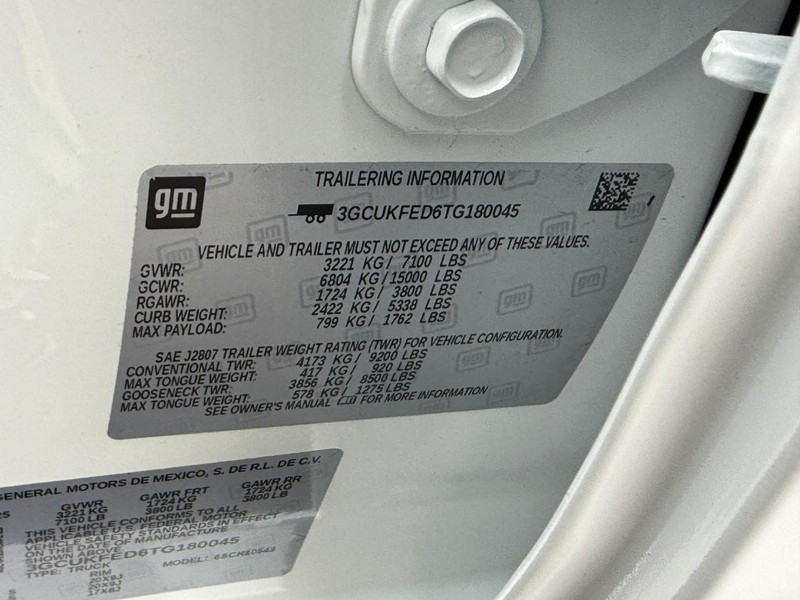 gm
TRAILERING INFORMATION
3GCUKFED6TG180045
VEHICLE AND TRAILER MUST NOT EXCEED ANY OF THESE VALUES.
GVWR: 3221 KG / 7100 LBS
GCWR: 6804 KG / 15000 LBS
RGAWR: 1724 KG / 3800 LBS
CURB WEIGHT: 2422 KG / 5338 LBS
MAX PAYLOAD: 799 KG / 1762 LBS
SAE J2807 TRAILER WEIGHT RATING (TWR) FOR VEHICLE CONFIGURATION.
CONVENTIONAL TWR: 4173 KG / 9200 LBS
MAX TONGUE WEIGHT: 417 KG / 920 LBS
GOOSENECK TWR: 3856 KG / 8500 LBS
MAX TONGUE WEIGHT: 578 KG / 1275 LBS
SEE OWNER'S MANUAL FOR MORE INFORMATION
GENERAL MOTORS DE MEXICO, S. DE R.L. DE C.V.
GVWR GAWR FRT GAWR RR
3221 KG 1724 KG 1724 KG
7100 LB 3800 LB 3800 LB
THIS VEHICLE CONFORMS TO ALL
APPLICABLE U.S. FEDERAL MOTOR
VEHICLE SAFETY STANDARDS IN EFFECT
ON THE DATE OF MANUFACTURE
SHOWN ABOVE.
3GCUKFED6TG180045
TYPE: TRUCK MODEL:
RIM
20X9J
20X9J
17X8J